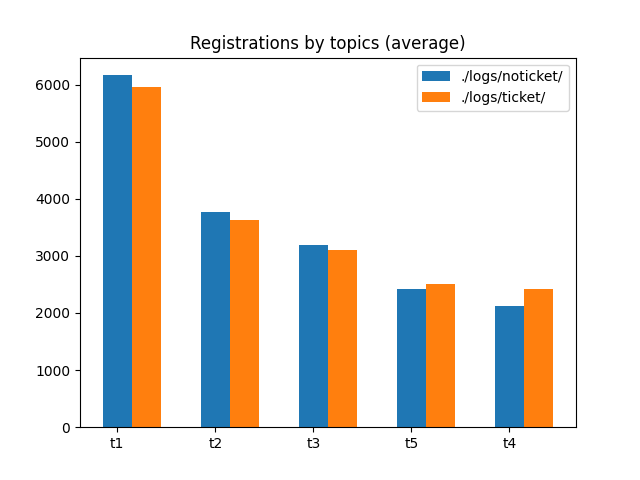 Registrations by topics (average)
./logs/noticket/
./logs/ticket/
6000
5000
4000
3000
2000
1000
0
t1 t2 t3 t5 t4